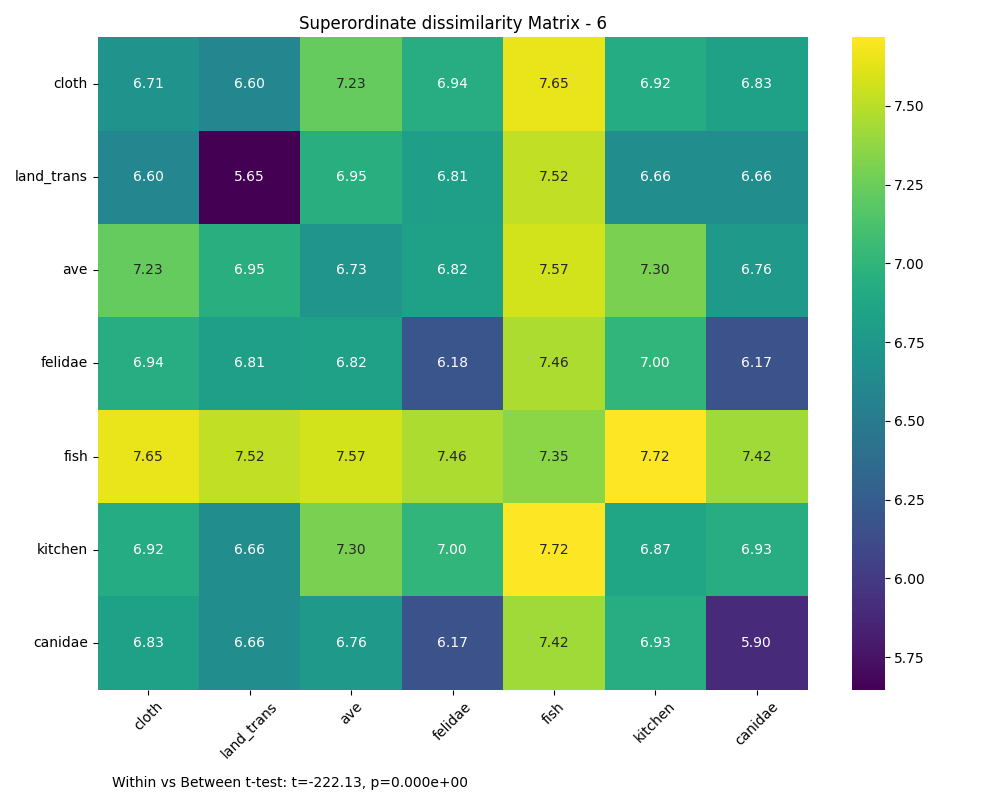 Superordinate dissimilarity Matrix - 6
cloth 6.71 6.60 7.23 6.94 7.65 6.92 6.83
land_trans 6.60 5.65 6.95 6.81 7.52 6.66 6.66
ave 7.23 6.95 6.73 6.82 7.57 7.30 6.76
felidae 6.94 6.81 6.82 6.18 7.46 7.00 6.17
fish 7.65 7.52 7.57 7.46 7.35 7.72 7.42
kitchen 6.92 6.66 7.30 7.00 7.72 6.87 6.93
canidae 6.83 6.66 6.76 6.17 7.42 6.93 5.90
cloth land_trans ave felidae fish kitchen canidae
7.50
7.25
7.00
6.75
6.50
6.25
6.00
5.75
Within vs Between t-test: t=-222.13, p=0.000e+00